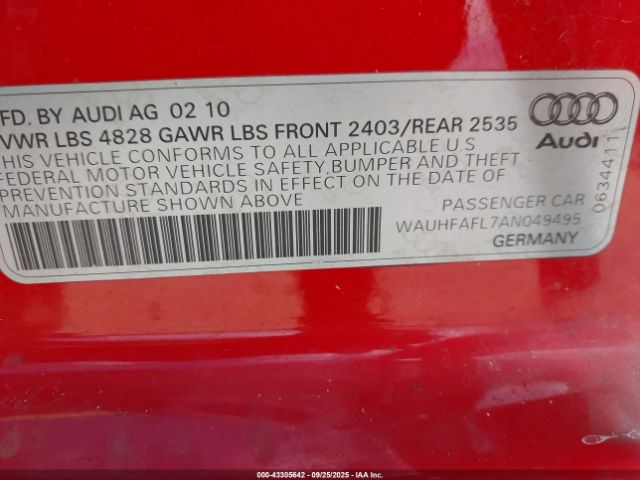 FD. BY AUDI AG 02 10
VWR LBS 4828 GAWR LBS FRONT 2403/REAR 2535
THIS VEHICLE CONFORMS TO ALL APPLICABLE U S
FEDERAL MOTOR VEHICLE SAFETY, BUMPER AND THEFT
PREVENTION STANDARDS IN EFFECT ON THE DATE OF
MANUFACTURE SHOWN ABOVE
PASSENGER CAR
WAUHFAFL7AN049495
GERMANY
Audi
0634411
000-43305642 09/25/2025 IAA Inc.